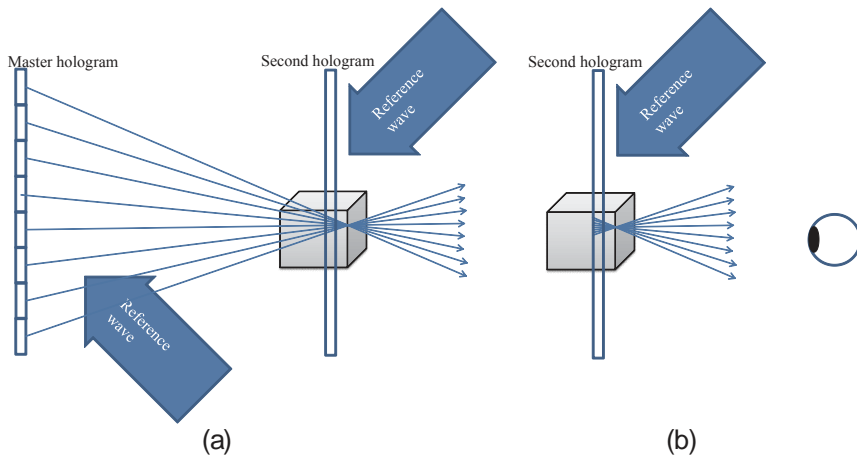 Master hologram
Second hologram
Reference
wave
Reference
wave
(a)
Second hologram
Reference
wave
(b)